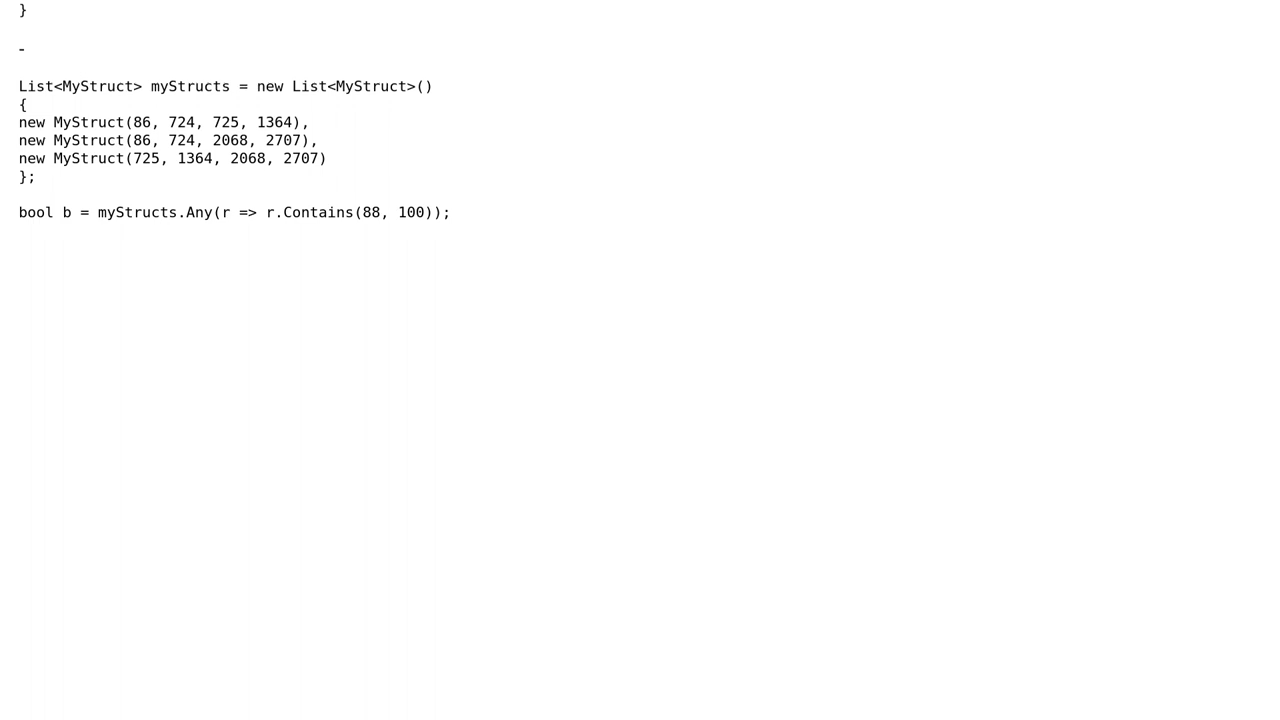 }
-
List<MyStruct> myStructs = new List<MyStruct>()
{
new MyStruct(86, 724, 725, 1364),
new MyStruct(86, 724, 2068, 2707),
new MyStruct(725, 1364, 2068, 2707)
};
bool b = myStructs.Any(r => r.Contains(88, 100));